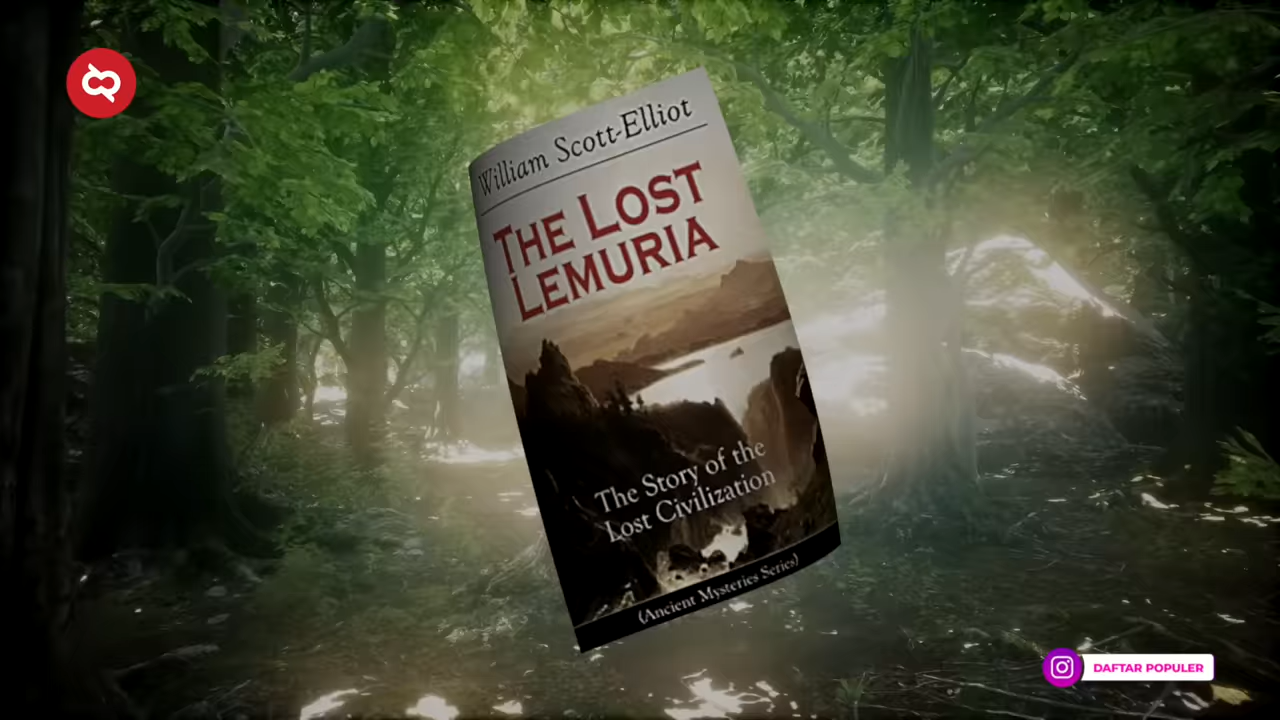 William Scott-Elliot
THE LOST
LEMURIA
The Story of the
Lost Civilization
(Ancient Mysteries Series)
DAFTAR POPULER